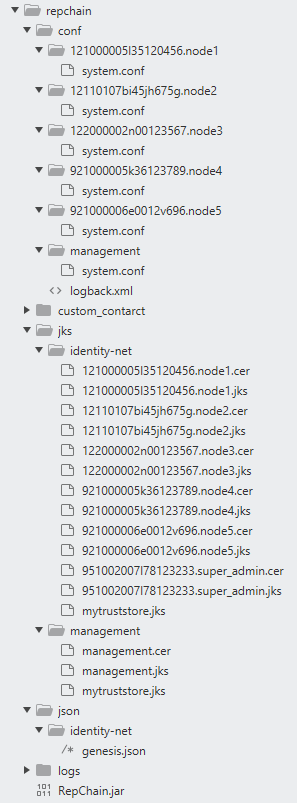 repchain
conf
121000005l35120456.node1
system.conf
12110107bi45jh675g.node2
system.conf
122000002n00123567.node3
system.conf
921000005k36123789.node4
system.conf
921000006e0012v696.node5
system.conf
management
system.conf
<> logback.xml
custom_contarct
jks
identity-net
121000005l35120456.node1.cer
121000005l35120456.node1.jks
12110107bi45jh675g.node2.cer
12110107bi45jh675g.node2.jks
122000002n00123567.node3.cer
122000002n00123567.node3.jks
921000005k36123789.node4.cer
921000005k36123789.node4.jks
921000006e0012v696.node5.cer
921000006e0012v696.node5.jks
951002007l78123233.super_admin.cer
951002007l78123233.super_admin.jks
mytruststore.jks
management
management.cer
management.jks
mytruststore.jks
json
identity-net
/* genesis.json
logs
RepChain.jar